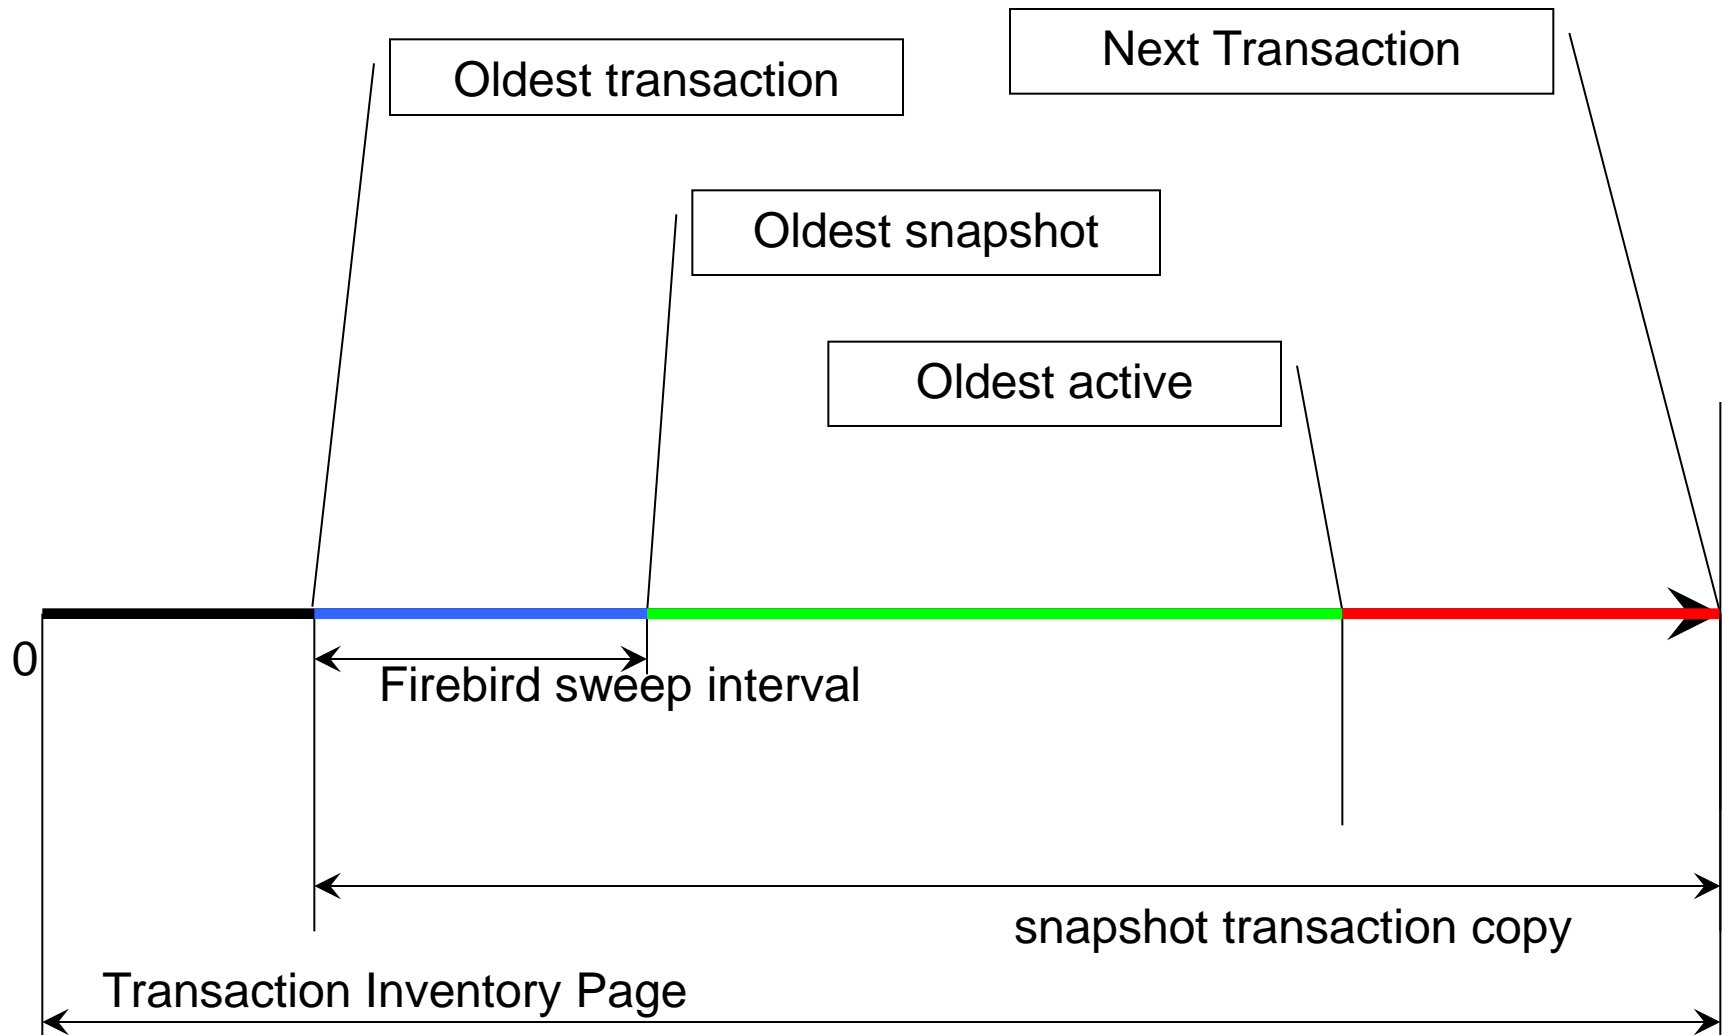 Next Transaction
Oldest transaction
Oldest snapshot
Oldest active
0
Firebird sweep interval
snapshot transaction copy
Transaction Inventory Page